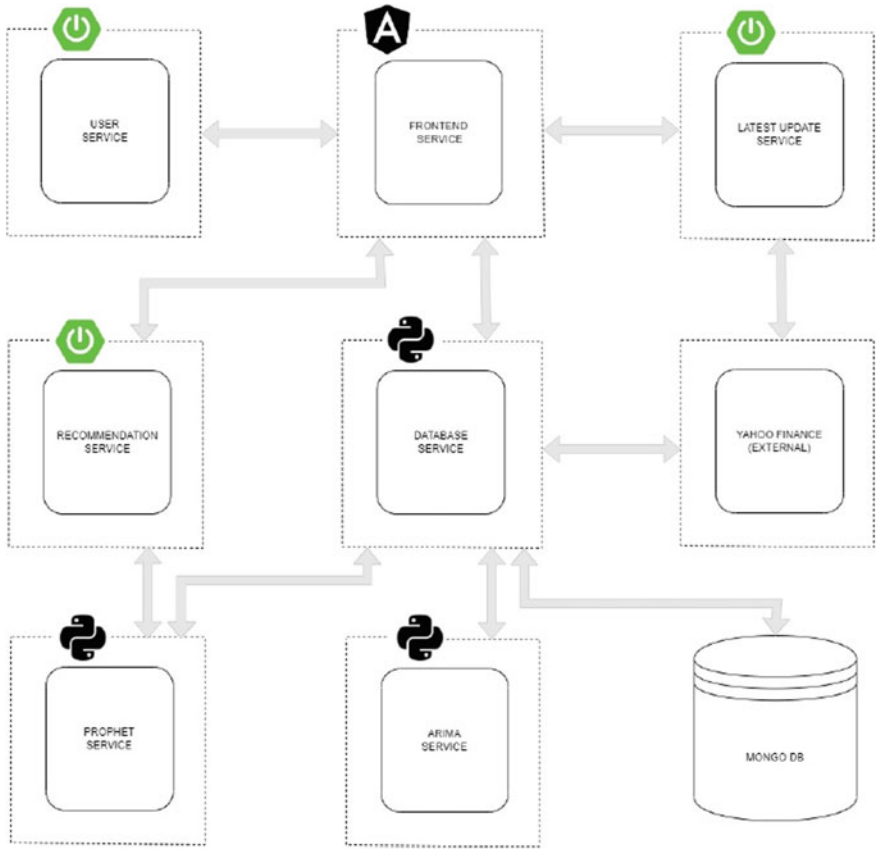 USER
SERVICE
FRONTEND
SERVICE
LATEST UPDATE
SERVICE
RECOMMENDATION
SERVICE
DATABASE
SERVICE
YAHOO FINANCE
(EXTERNAL)
PROPHET
SERVICE
ARIMA
SERVICE
MONGO DB